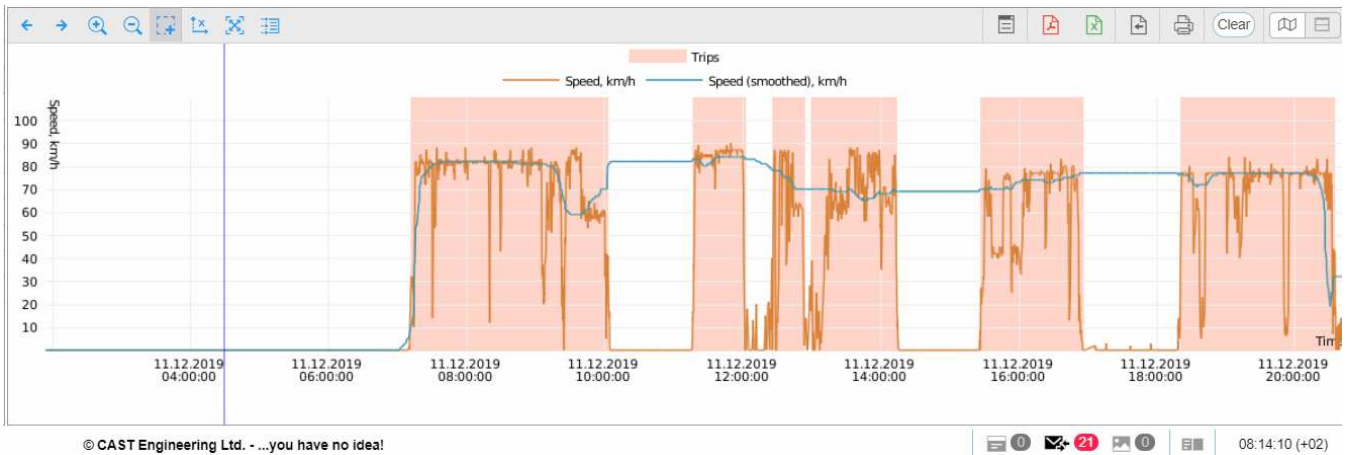 Clear
Trips
Speed, km/h Speed (smoothed), km/h
Speed, km/h
100
90
80
70
60
50
40
30
20
10
Tim
11.12.2019 11.12.2019 11.12.2019 11.12.2019 11.12.2019 11.12.2019 11.12.2019 11.12.2019 11.12.2019
04:00:00 06:00:00 08:00:00 10:00:00 12:00:00 14:00:00 16:00:00 18:00:00 20:00:00
© CAST Engineering Ltd. - ...you have no idea! 0 21 0 08:14:10 (+02)